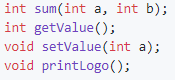 int sum(int a, int b);
int getValue();
void setValue(int a);
void printLogo();